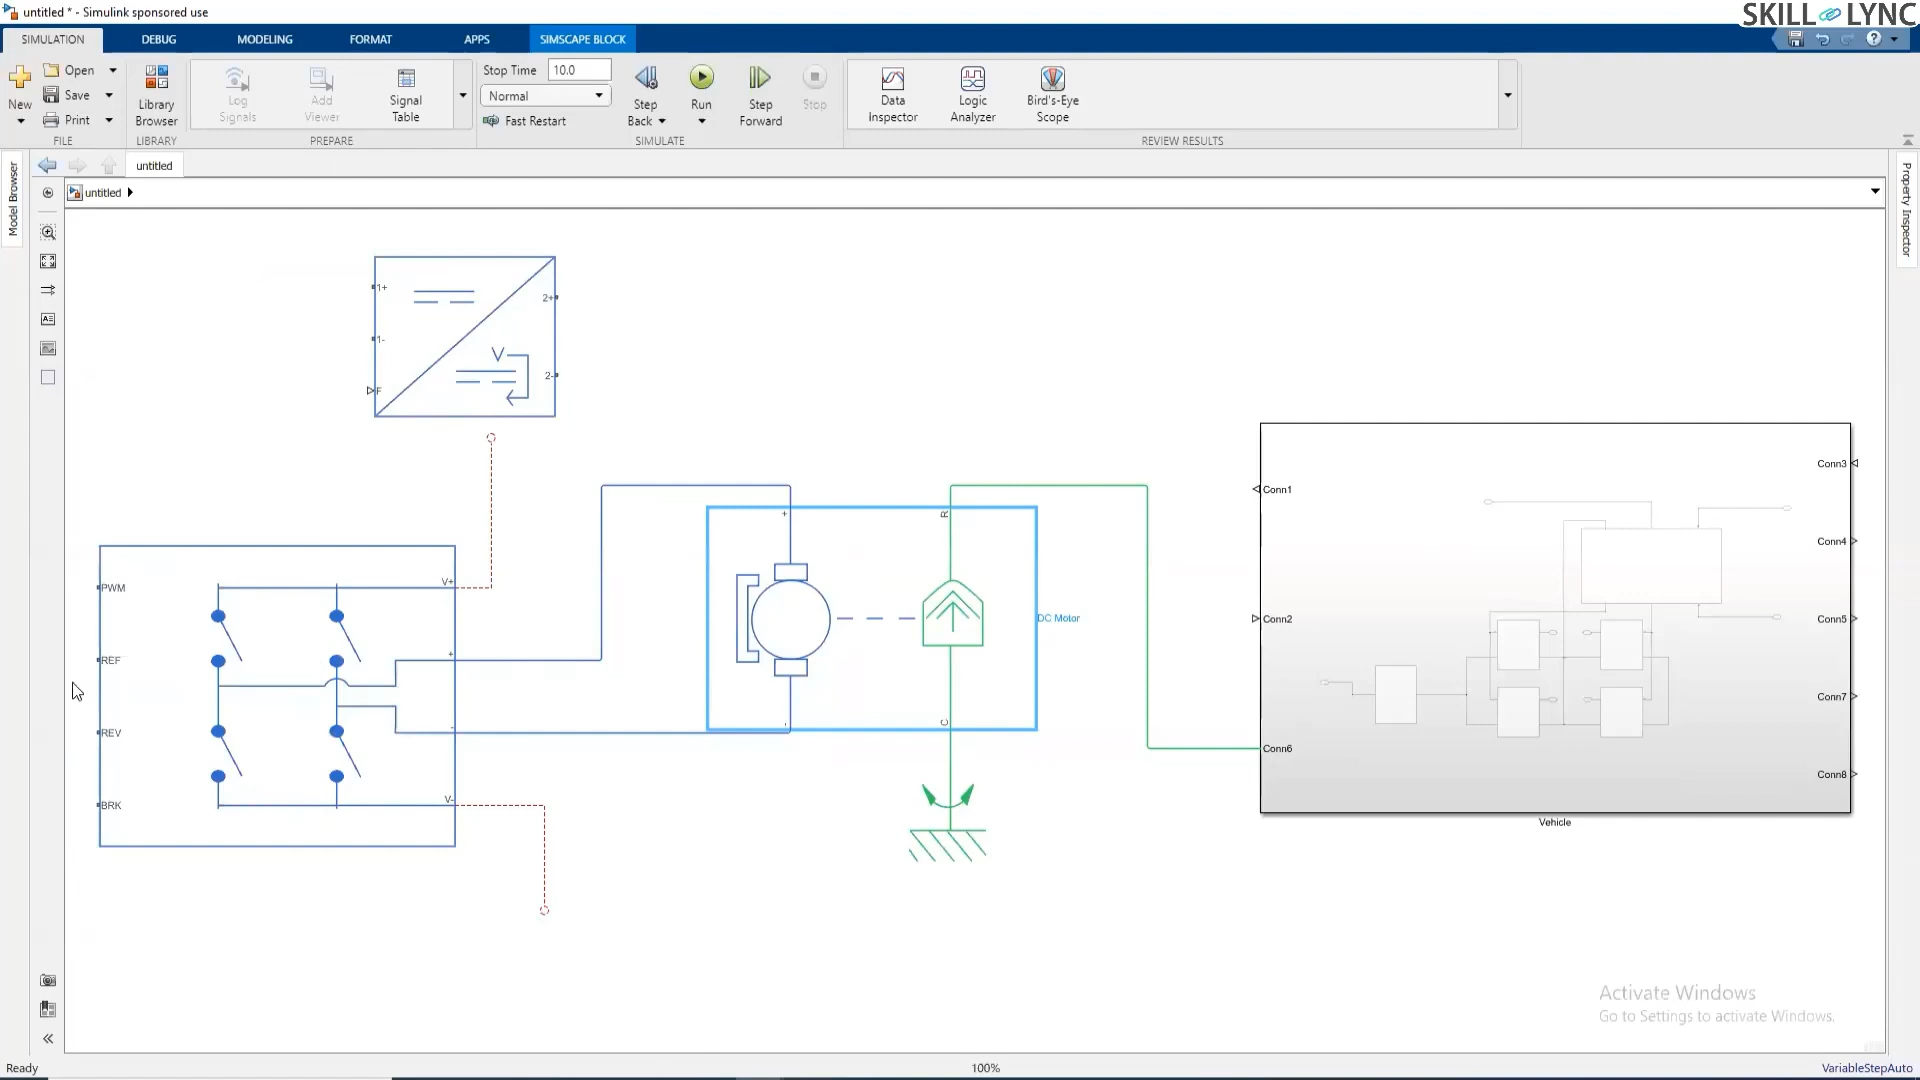 untitled * - Simulink sponsored use
SKILL LYNC
SIMULATION DEBUG MODELING FORMAT APPS SIMSCAPE BLOCK
New
Open
Save
Print
FILE
Library Browser
LIBRARY
Log Signals
Add Viewer
Signal Table
PREPARE
Stop Time 10.0
Normal
Fast Restart
Step Back
Run
Step Forward
Stop
SIMULATE
Data Inspector
Logic Analyzer
Bird's-Eye Scope
REVIEW RESULTS
Model Browser
untitled
untitled
Property Inspector
1+
1-
F
2+
2-
V
PWM
REF
REV
BRK
V+
+
-
V-
+
-
R
C
DC Motor
Conn1
Conn2
Conn6
Conn3
Conn4
Conn5
Conn7
Conn8
Vehicle
Activate Windows
Go to Settings to activate Windows.
Ready
100%
VariableStepAuto